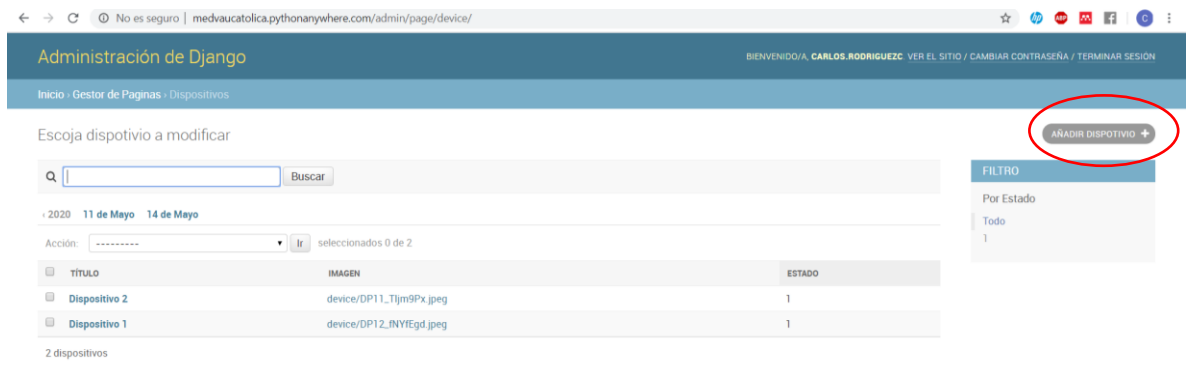 No es seguro | medvaucatolica.pythonanywhere.com/admin/page/device/
Administración de Django
BIENVENIDO/A, CARLOS.RODRIGUEZC. VER EL SITIO / CAMBIAR CONTRASEÑA / TERMINAR SESIÓN
Inicio › Gestor de Paginas › Dispositivos
Escoja dispotivio a modificar
AÑADIR DISPOTIVIO +
Buscar
FILTRO
Por Estado
Todo
1
‹ 2020 11 de Mayo 14 de Mayo
Acción: --------- Ir seleccionados 0 de 2
TÍTULO IMAGEN ESTADO
Dispositivo 2 device/DP11_TIjm9Px.jpeg 1
Dispositivo 1 device/DP12_fNYfEgd.jpeg 1
2 dispositivos